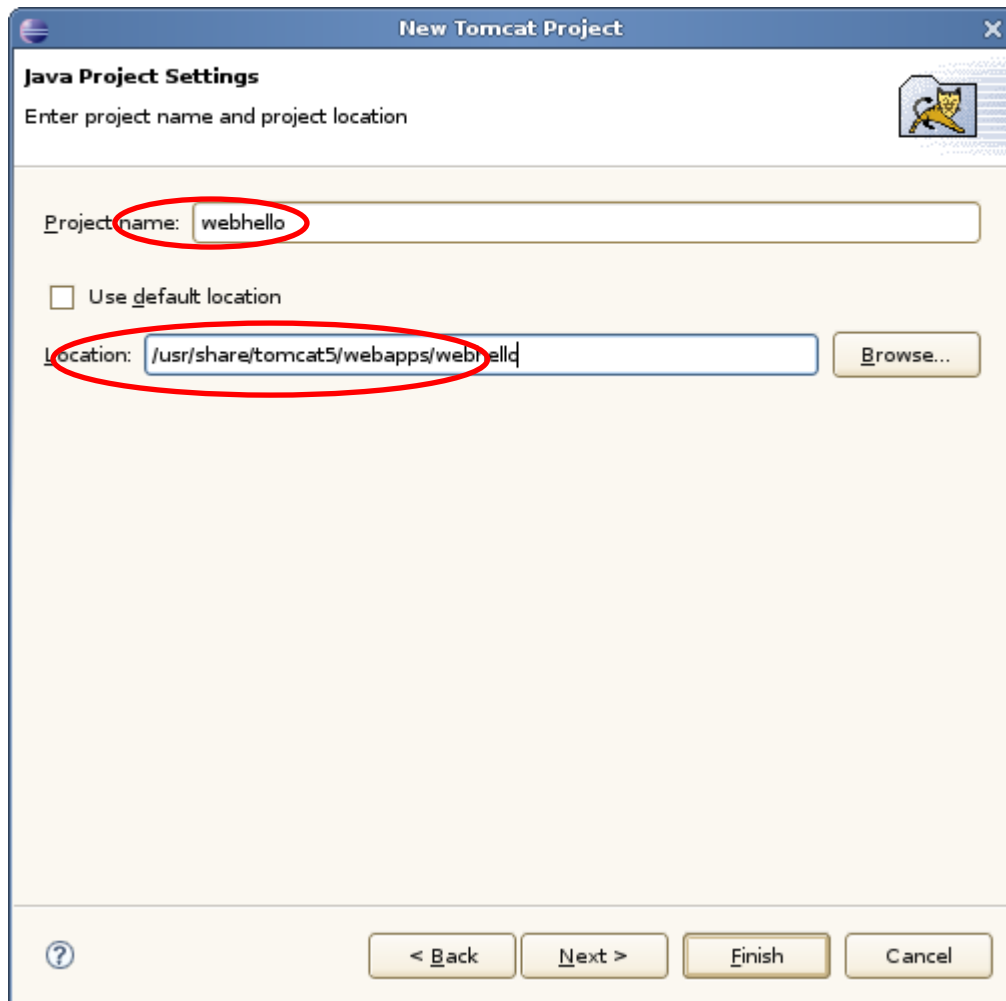 New Tomcat Project
Java Project Settings
Enter project name and project location
Project name: webhello
Use default location
Location: /usr/share/tomcat5/webapps/webhello Browse...
? < Back Next > Finish Cancel